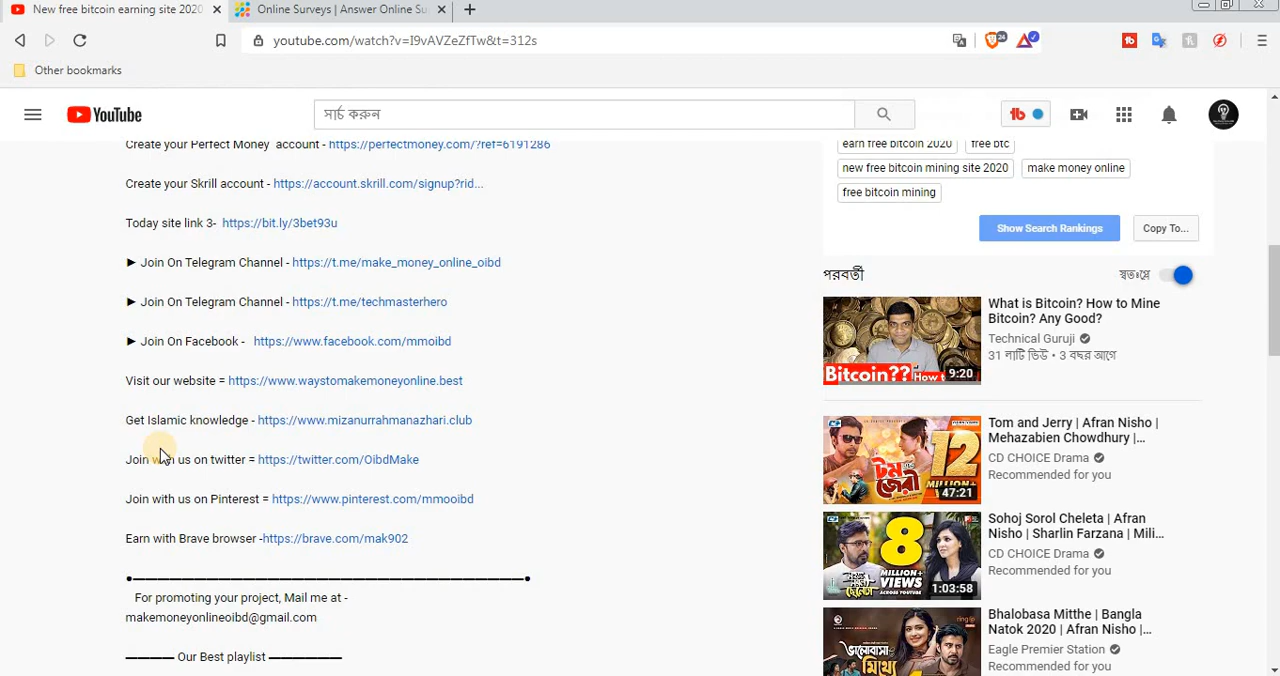 New free bitcoin earning site 2020
Online Surveys | Answer Online Su
youtube.com/watch?v=I9vAVZeZfTw&t=312s
24
Other bookmarks
YouTube
সার্চ করুন
Create your Perfect Money account - https://perfectmoney.com/?ref=6191286
Create your Skrill account - https://account.skrill.com/signup?rid...
Today site link 3- https://bit.ly/3bet93u
► Join On Telegram Channel - https://t.me/make_money_online_oibd
► Join On Telegram Channel - https://t.me/techmasterhero
► Join On Facebook - https://www.facebook.com/mmoibd
Visit our website = https://www.waystomakemoneyonline.best
Get Islamic knowledge - https://www.mizanurrahmanazhari.club
Join with us on twitter = https://twitter.com/OibdMake
Join with us on Pinterest = https://www.pinterest.com/mmooibd
Earn with Brave browser -https://brave.com/mak902
●————————————————————————————●
For promoting your project, Mail me at -
makemoneyonlineoibd@gmail.com
———— Our Best playlist ——————
earn free bitcoin 2020
free btc
new free bitcoin mining site 2020
make money online
free bitcoin mining
Show Search Rankings
Copy To...
পরবর্তী
What is Bitcoin? How to Mine
Bitcoin? Any Good?
Technical Guruji
31 লাটি ভিউ • 3 বছর আগে
Bitcoin??
9:20
Tom and Jerry | Afran Nisho |
Mehazabien Chowdhury |...
CD CHOICE Drama
Recommended for you
টম
জেরী
12
MILLION+
47:21
Sohoj Sorol Cheleta | Afran
Nisho | Sharlin Farzana | Mili...
CD CHOICE Drama
Recommended for you
8
MILLION+
VIEWS
ACROSS YOUTUBE
1:03:58
Bhalobasa Mitthe | Bangla
Natok 2020 | Afran Nisho |...
Eagle Premier Station
Recommended for you
ভালোবাসা
মিথ্যে